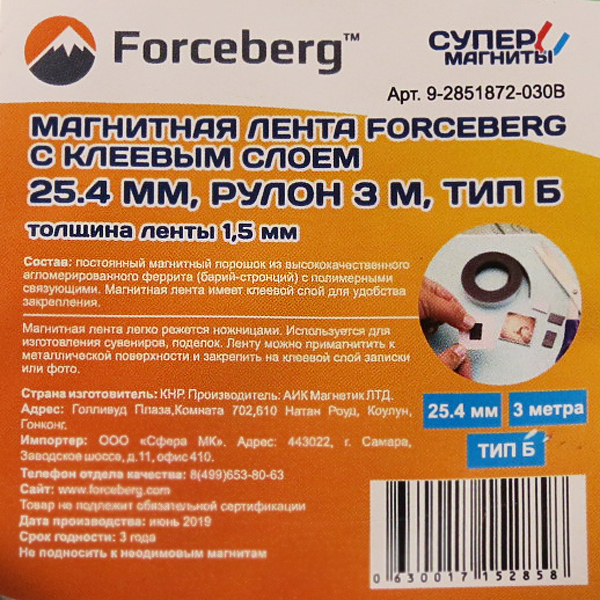 Forceberg™
СУПЕР МАГНИТЫ
Арт. 9-2851872-030В
МАГНИТНАЯ ЛЕНТА FORCEBERG
С КЛЕЕВЫМ СЛОЕМ
25.4 ММ, РУЛОН 3 М, ТИП Б
ТОЛЩИНА ЛЕНТЫ 1,5 ММ
Состав: постоянный магнитный порошок из высококачественного
агломерированного феррита (барий-стронций) с полимерными
связующими. Магнитная лента имеет клеевой слой для удобства
закрепления.
Магнитная лента легко режется ножницами. Используется для
изготовления сувениров, поделок. Ленту можно примагнитить к
металлической поверхности и закрепить на клеевой слой записки
или фото.
Страна изготовитель: КНР. Производитель: АИК Магнетик ЛТД.
Адрес: Голливуд Плаза,Комната 702,610 Натан Роуд, Коулун,
Гонконг.
Импортер: ООО «Сфера МК». Адрес: 443022, г. Самара,
Заводское шоссе, д.11, офис 410.
Телефон отдела качества: 8(499)653-80-63
Сайт: www.forceberg.com
Товар не подлежит обязательной сертификации
Дата производства: июнь 2019
Срок годности: 3 года
Не подносить к неодимовым магнитам
25.4 мм
3 метра
ТИП Б
0 630017 152858